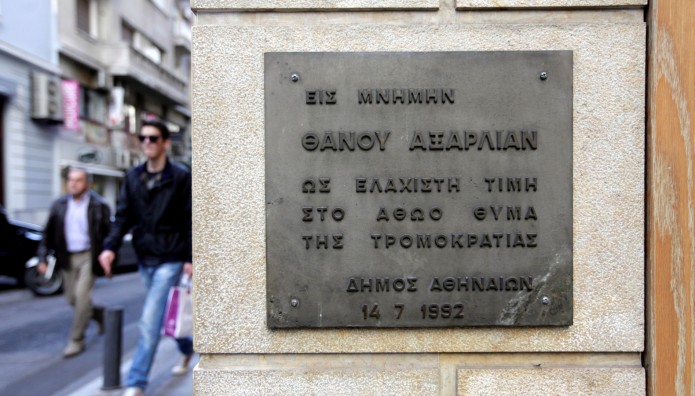 ΕΙΣ ΜΝΗΜΗΝ
ΘΑΝΟΥ ΑΞΑΡΛΙΑΝ
ΩΣ ΕΛΑΧΙΣΤΗ ΤΙΜΗ
ΣΤΟ ΑΘΩΟ ΘΥΜΑ
ΤΗΣ ΤΡΟΜΟΚΡΑΤΙΑΣ
ΔΗΜΟΣ ΑΘΗΝΑΙΩΝ
14 7 1992